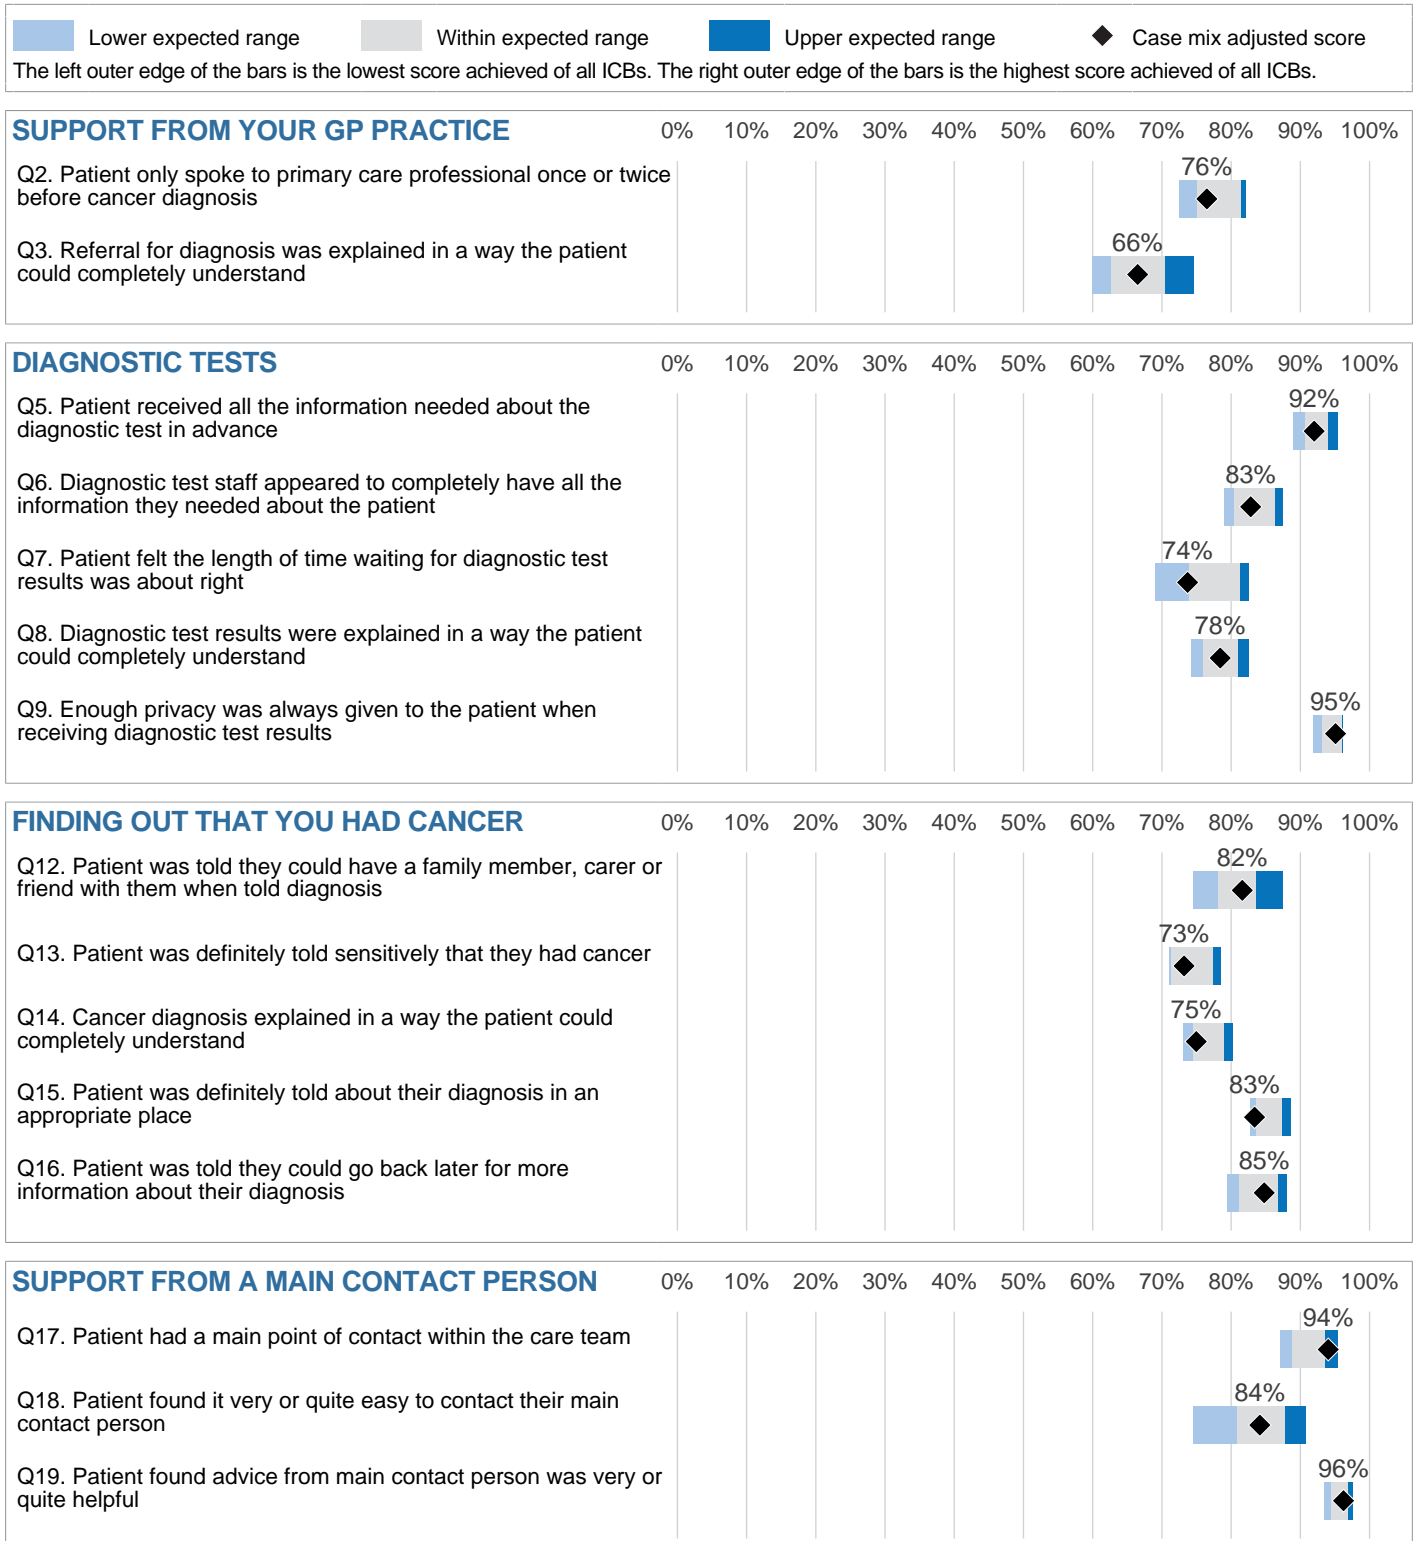 Lower expected range Within expected range Upper expected range Case mix adjusted score
The left outer edge of the bars is the lowest score achieved of all ICBs. The right outer edge of the bars is the highest score achieved of all ICBs.
SUPPORT FROM YOUR GP PRACTICE 0% 10% 20% 30% 40% 50% 60% 70% 80% 90% 100%
76%
Q2. Patient only spoke to primary care professional once or twice
before cancer diagnosis
66%
Q3. Referral for diagnosis was explained in a way the patient
could completely understand
DIAGNOSTIC TESTS 0% 10% 20% 30% 40% 50% 60% 70% 80% 90% 100%
92%
Q5. Patient received all the information needed about the
diagnostic test in advance
83%
Q6. Diagnostic test staff appeared to completely have all the
information they needed about the patient
74%
Q7. Patient felt the length of time waiting for diagnostic test
results was about right
78%
Q8. Diagnostic test results were explained in a way the patient
could completely understand
95%
Q9. Enough privacy was always given to the patient when
receiving diagnostic test results
FINDING OUT THAT YOU HAD CANCER 0% 10% 20% 30% 40% 50% 60% 70% 80% 90% 100%
82%
Q12. Patient was told they could have a family member, carer or
friend with them when told diagnosis
73%
Q13. Patient was definitely told sensitively that they had cancer
75%
Q14. Cancer diagnosis explained in a way the patient could
completely understand
83%
Q15. Patient was definitely told about their diagnosis in an
appropriate place
85%
Q16. Patient was told they could go back later for more
information about their diagnosis
SUPPORT FROM A MAIN CONTACT PERSON 0% 10% 20% 30% 40% 50% 60% 70% 80% 90% 100%
94%
Q17. Patient had a main point of contact within the care team
84%
Q18. Patient found it very or quite easy to contact their main
contact person
96%
Q19. Patient found advice from main contact person was very or
quite helpful